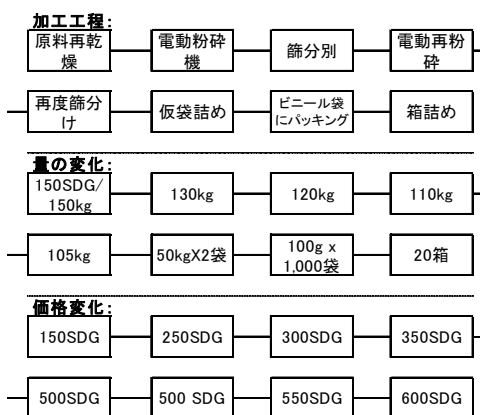 加工工程:
原料再乾
燥
電動粉砕
機
篩分別
電動再粉
砕
再度篩分
け
仮袋詰め
ビニール袋
にパッキング
箱詰め
量の変化:
150SDG/
150kg
130kg
120kg
110kg
105kg
50kgX2袋
100g x
1,000袋
20箱
価格変化:
150SDG
250SDG
300SDG
350SDG
500SDG
500 SDG
550SDG
600SDG